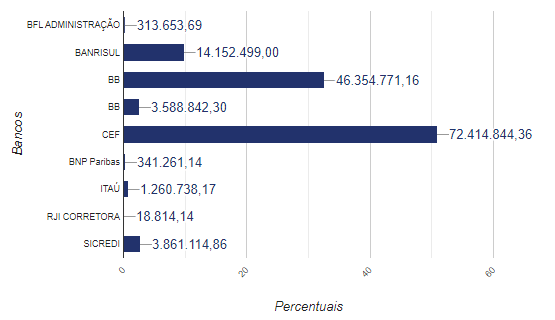 Bancos
BFL ADMINISTRAÇÃO 313.653,69
BANRISUL 14.152.499,00
BB 46.354.771,16
BB 3.588.842,30
CEF 72.414.844,36
BNP Paribas 341.261,14
ITAÚ 1.260.738,17
RJI CORRETORA 18.814,14
SICREDI 3.861.114,86
0 20 40 60
Percentuais